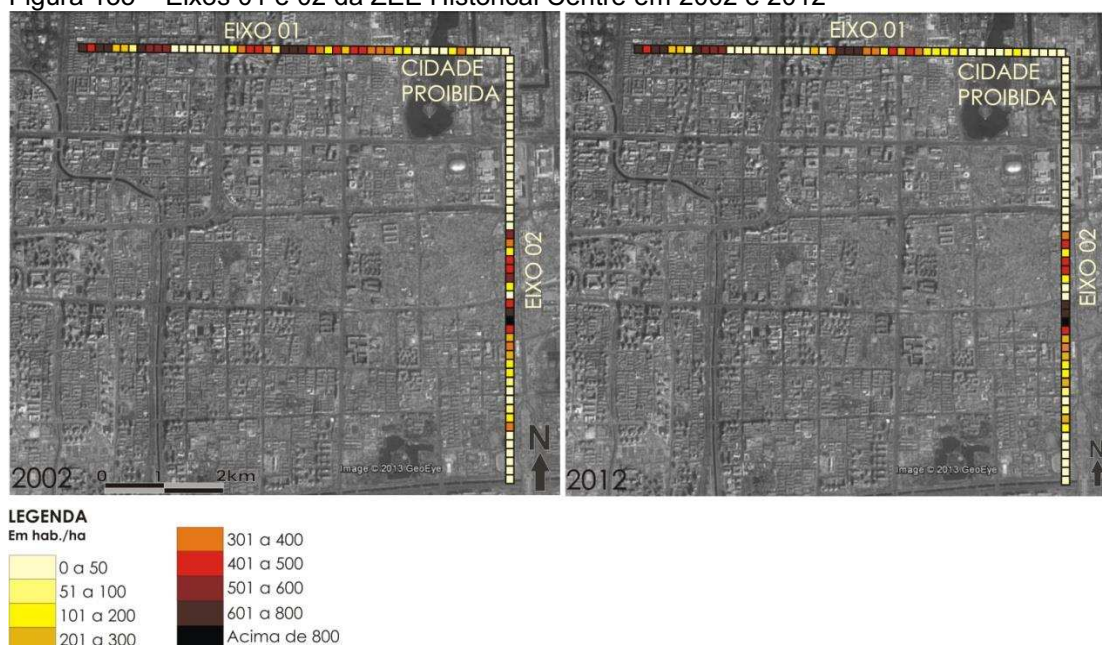 Figura 135 – Eixos 01 e 02 da ZEE Historical Centre em 2002 e 2012
EIXO 01
CIDADE
PROIBIDA
EIXO 02
2002
0 1 2km
Image © 2013 GeoEye
N
EIXO 01
CIDADE
PROIBIDA
EIXO 02
2012
Image © 2013 GeoEye
N
LEGENDA
Em hab./ha
0 a 50
51 a 100
101 a 200
201 a 300
301 a 400
401 a 500
501 a 600
601 a 800
Acima de 800